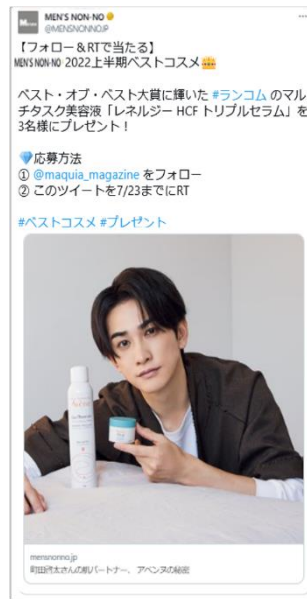 MEN'S NON-NO
@MENSNONNOJP
【フォロー＆RTで当たる】
MEN'S NON-NO 2022上半期ベストコスメ👑
ベスト・オブ・ベスト大賞に輝いた #ランコム のマル
チタスク美容液「レネルジー HCF トリプルセラム」を
3名様にプレゼント！
💎応募方法
① @maquia_magazine をフォロー
② このツイートを7/23までにRT
#ベストコスメ #プレゼント
mensnonno.jp
町田啓太さんの肌パートナー、 アベンヌの秘密